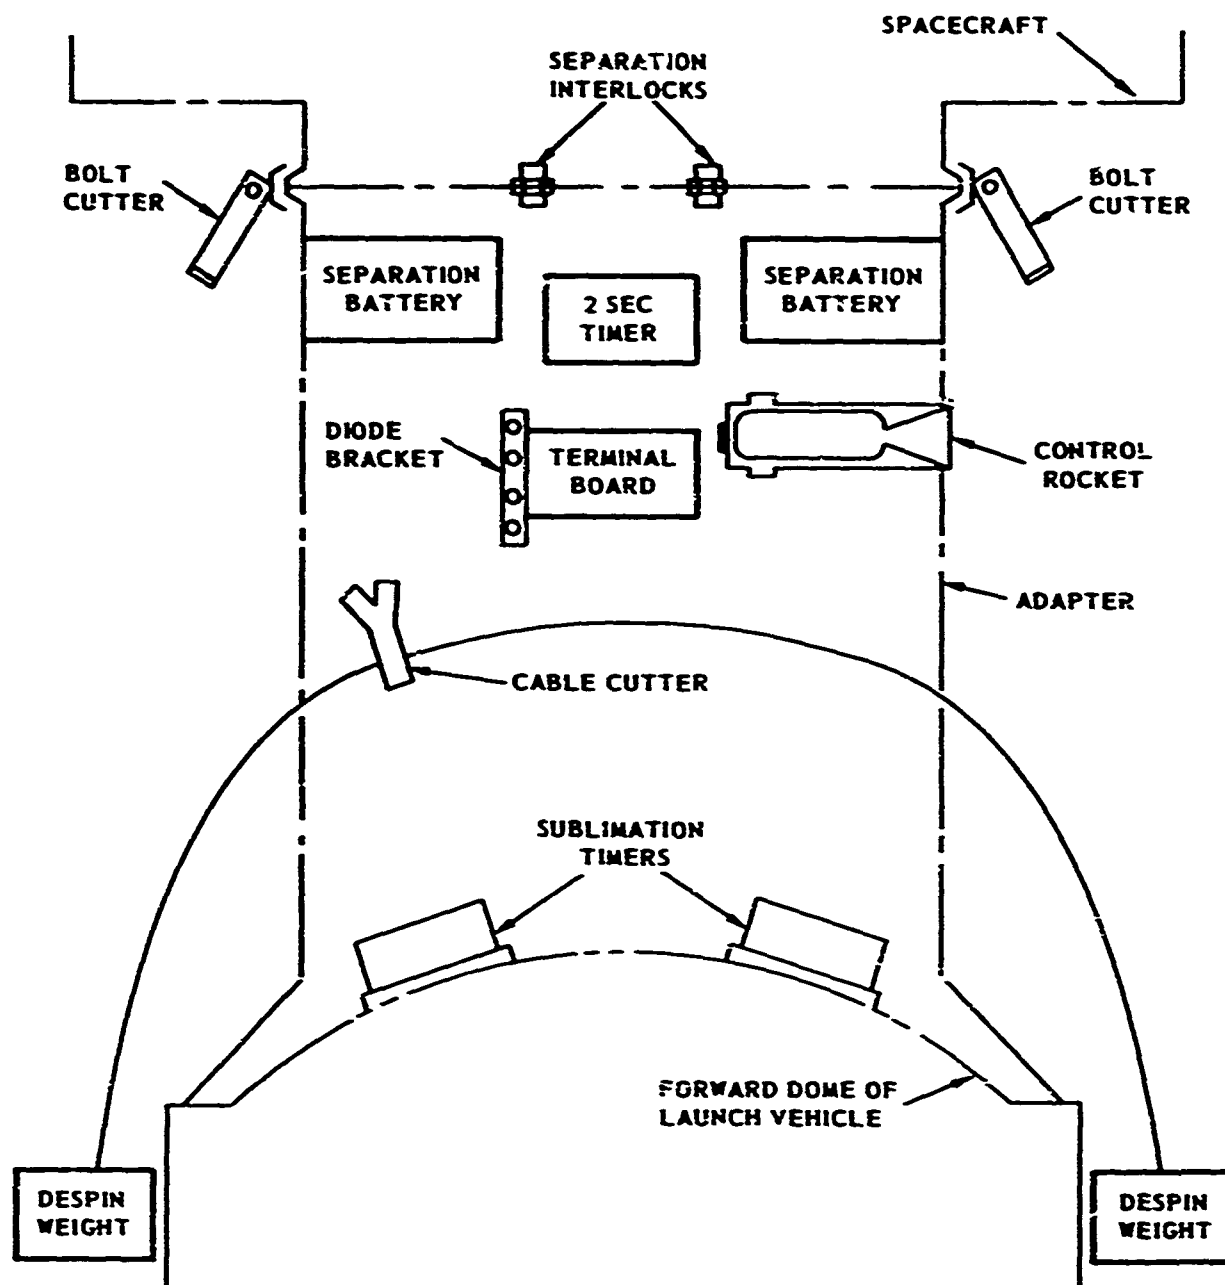 SPACECRAFT
SEPARATION
INTERLOCKS
BOLT
CUTTER
BOLT
CUTTER
SEPARATION
BATTERY
2 SEC
TIMER
SEPARATION
BATTERY
DIODE
BRACKET
TERMINAL
BOARD
CONTROL
ROCKET
ADAPTER
CABLE CUTTER
SUBLIMATION
TIMERS
FORWARD DOME OF
LAUNCH VEHICLE
DESPIN
WEIGHT
DESPIN
WEIGHT